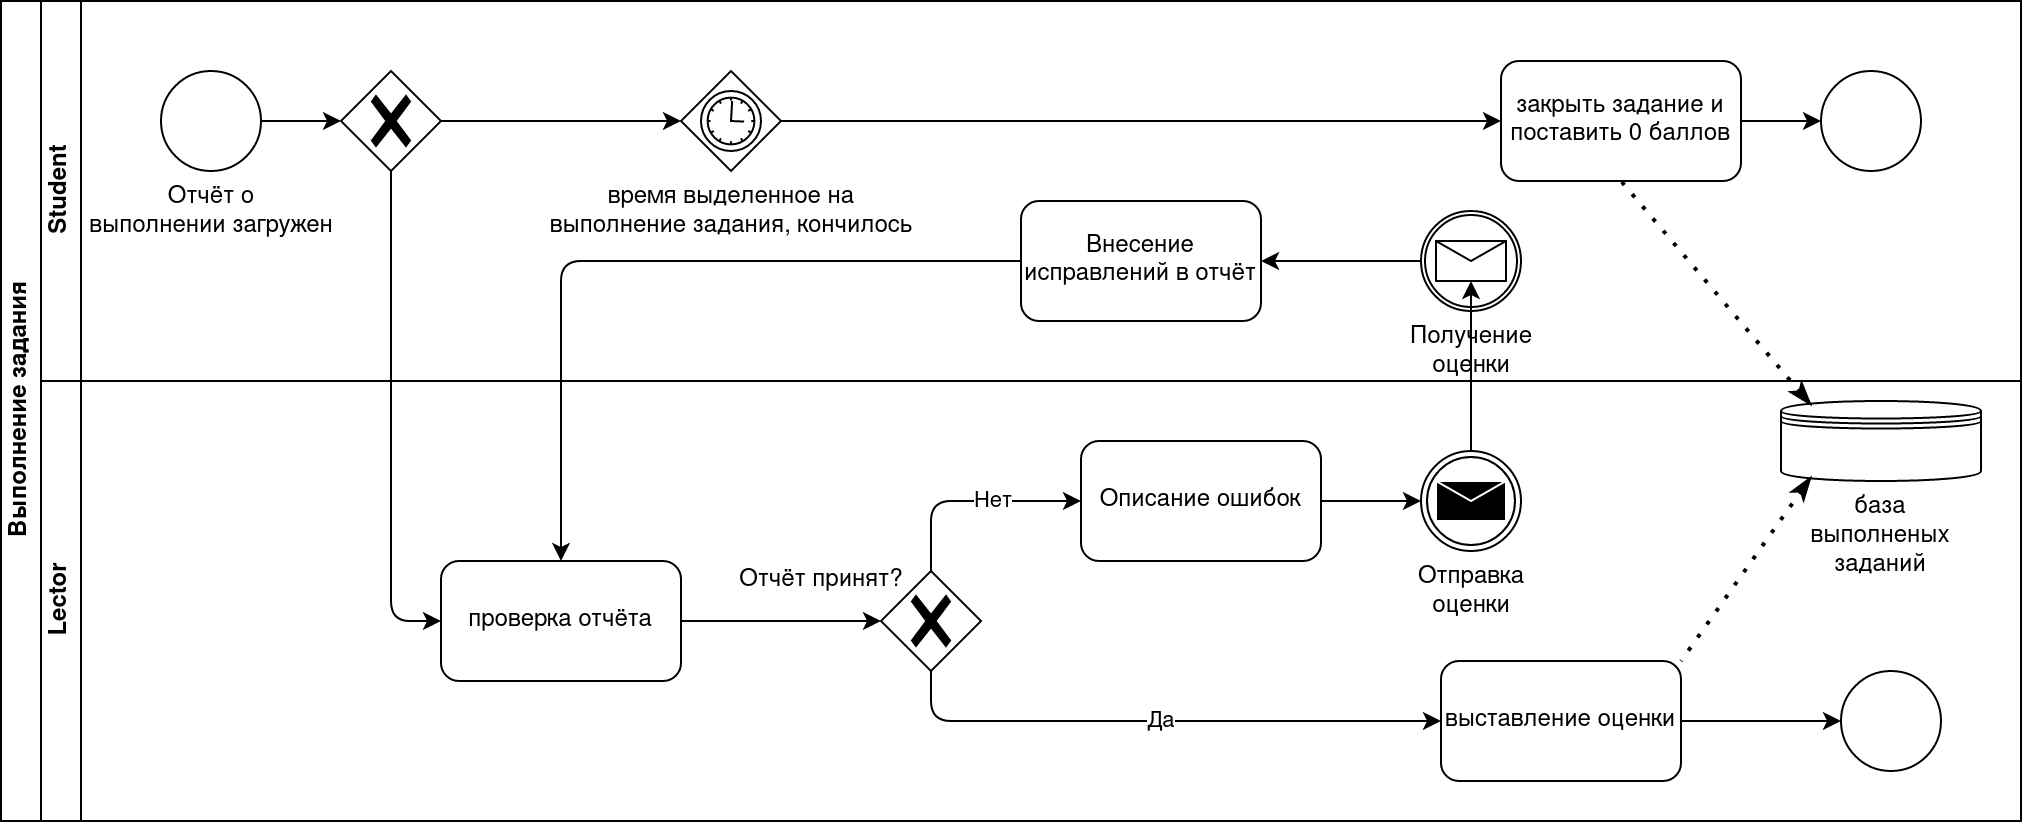 Выполнение задания
Student
Отчёт о
выполнении загружен
время выделенное на
выполнение задания, кончилось
закрыть задание и
поставить 0 баллов
Внесение
исправлений в отчёт
Получение
оценки
Lector
проверка отчёта
Отчёт принят?
Нет
Описание ошибок
Отправка
оценки
база
выполненых
заданий
Да
выставление оценки